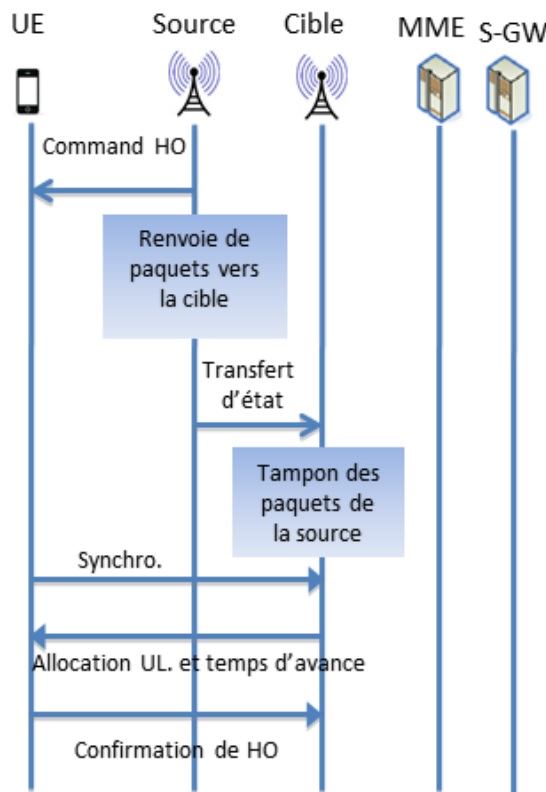 UE Source Cible MME S-GW
Command HO
Renvoie de
paquets vers
la cible
Transfert
d'état
Tampon des
paquets de
la source
Synchro.
Allocation UL. et temps d'avance
Confirmation de HO